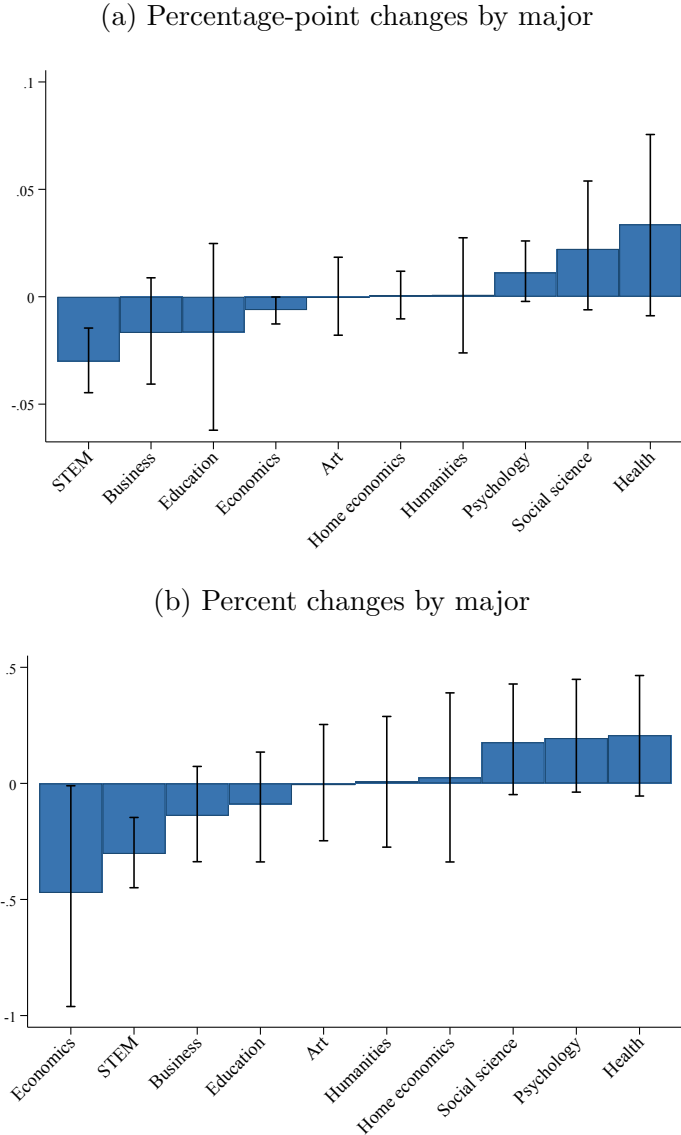 (a) Percentage-point changes by major
.1
.05
0
-.05
STEM
Business
Education
Economics
Art
Home economics
Humanities
Psychology
Social science
Health
(b) Percent changes by major
.5
0
-.5
-1
Economics
STEM
Business
Education
Art
Humanities
Home economics
Social science
Psychology
Health